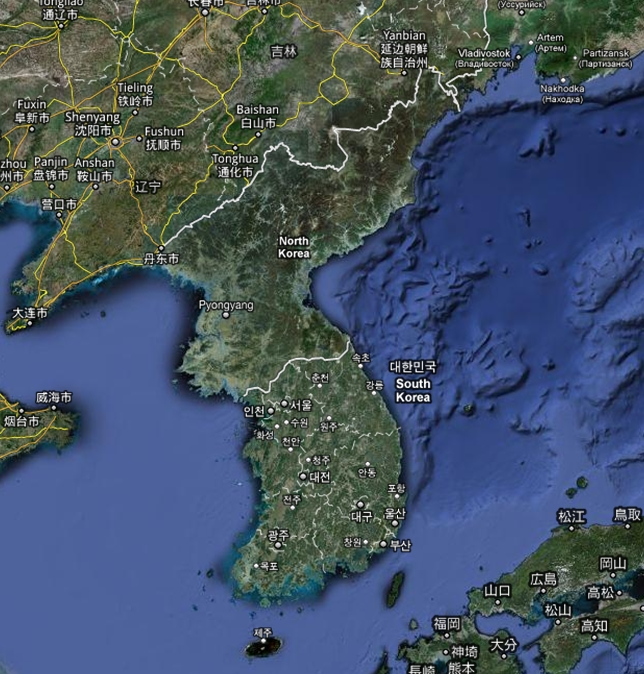 Tongliao
通辽市
长春市
吉林市
(Уссурийск)
Yanbian
延边朝鲜
族自治州
Artem
(Артем)
Vladivostok
(Владивосток)
Partizansk
(Партизанск)
吉林
Tieling
铁岭市
Nakhodka
(Находка)
Fuxin
阜新市
Baishan
白山市
Shenyang
沈阳市
Fushun
抚顺市
zhou
州市
Panjin
盘锦市
Anshan
鞍山市
Tonghua
通化市
辽宁
营口市
丹东市
North
Korea
大连市
Pyongyang
속초
대한민국
South
Korea
춘천
강릉
威海市
烟台市
인천
서울
수원
원주
화성
천안
청주
안동
대전
전주
포항
대구
울산
광주
창원
부산
목포
松江
鳥取
岡山
広島
山口
高松
松山
高知
福岡
大分
神埼
제주
長崎
熊本